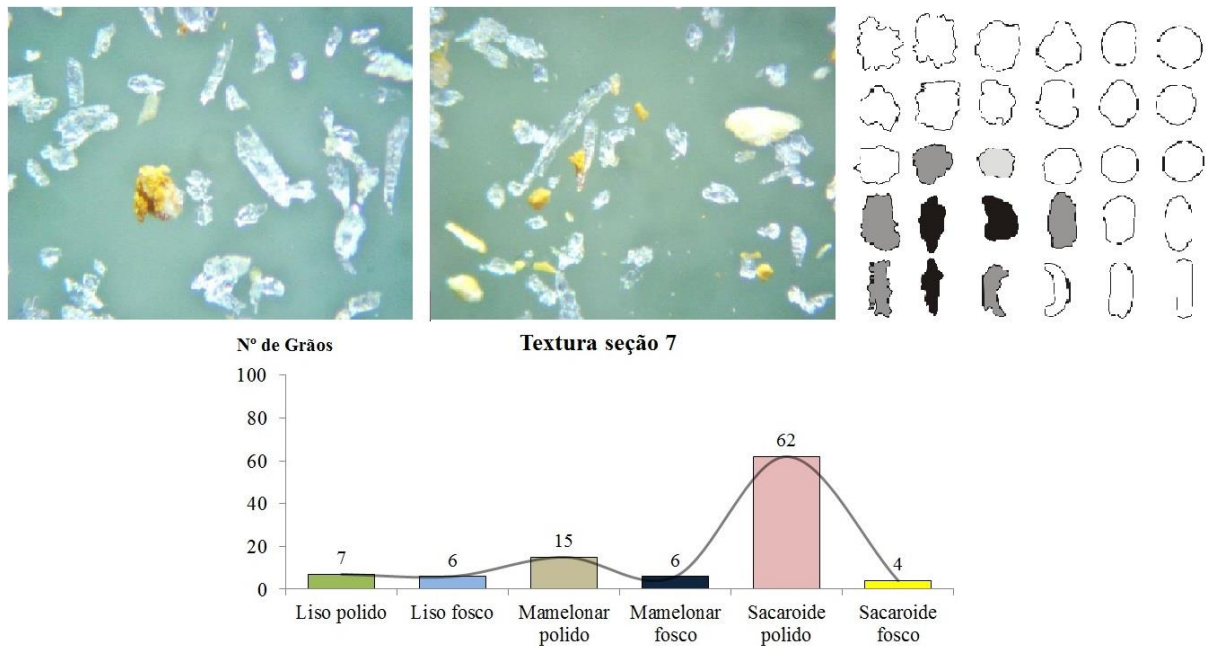 Nº de Grãos
Textura seção 7
100
80
60
40
20
0
7
6
15
6
62
4
Liso polido
Liso fosco
Mamelonar
polido
Mamelonar
fosco
Sacaroide
polido
Sacaroide
fosco